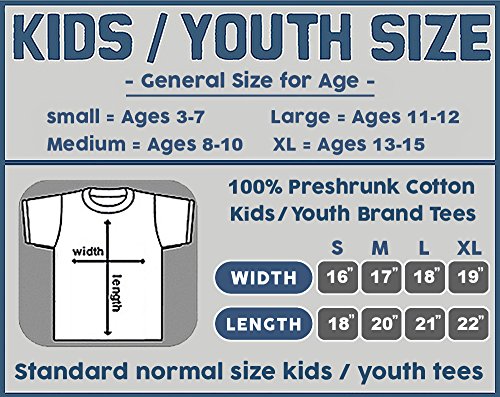 KIDS / YOUTH SIZE
- General Size for Age -
small = Ages 3-7 Large = Ages 11-12
Medium = Ages 8-10 XL = Ages 13-15
100% Preshrunk Cotton
Kids/Youth Brand Tees
width
length
S M L XL
WIDTH 16" 17" 18" 19"
LENGTH 18" 20" 21" 22"
Standard normal size kids / youth tees